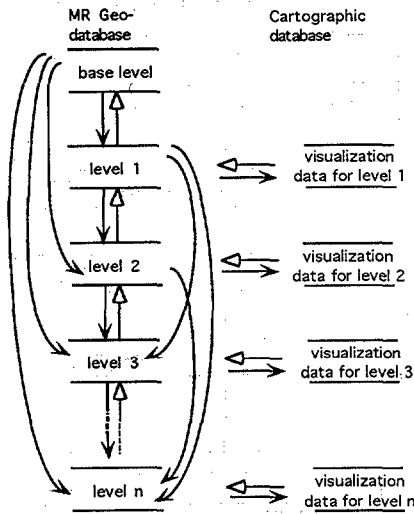 MR Geo-
database
Cartographic
database
base level
level 1
visualization
data for level 1
level 2
visualization
data for level 2
level 3
visualization
data for level 3
level n
visualization
data for level n